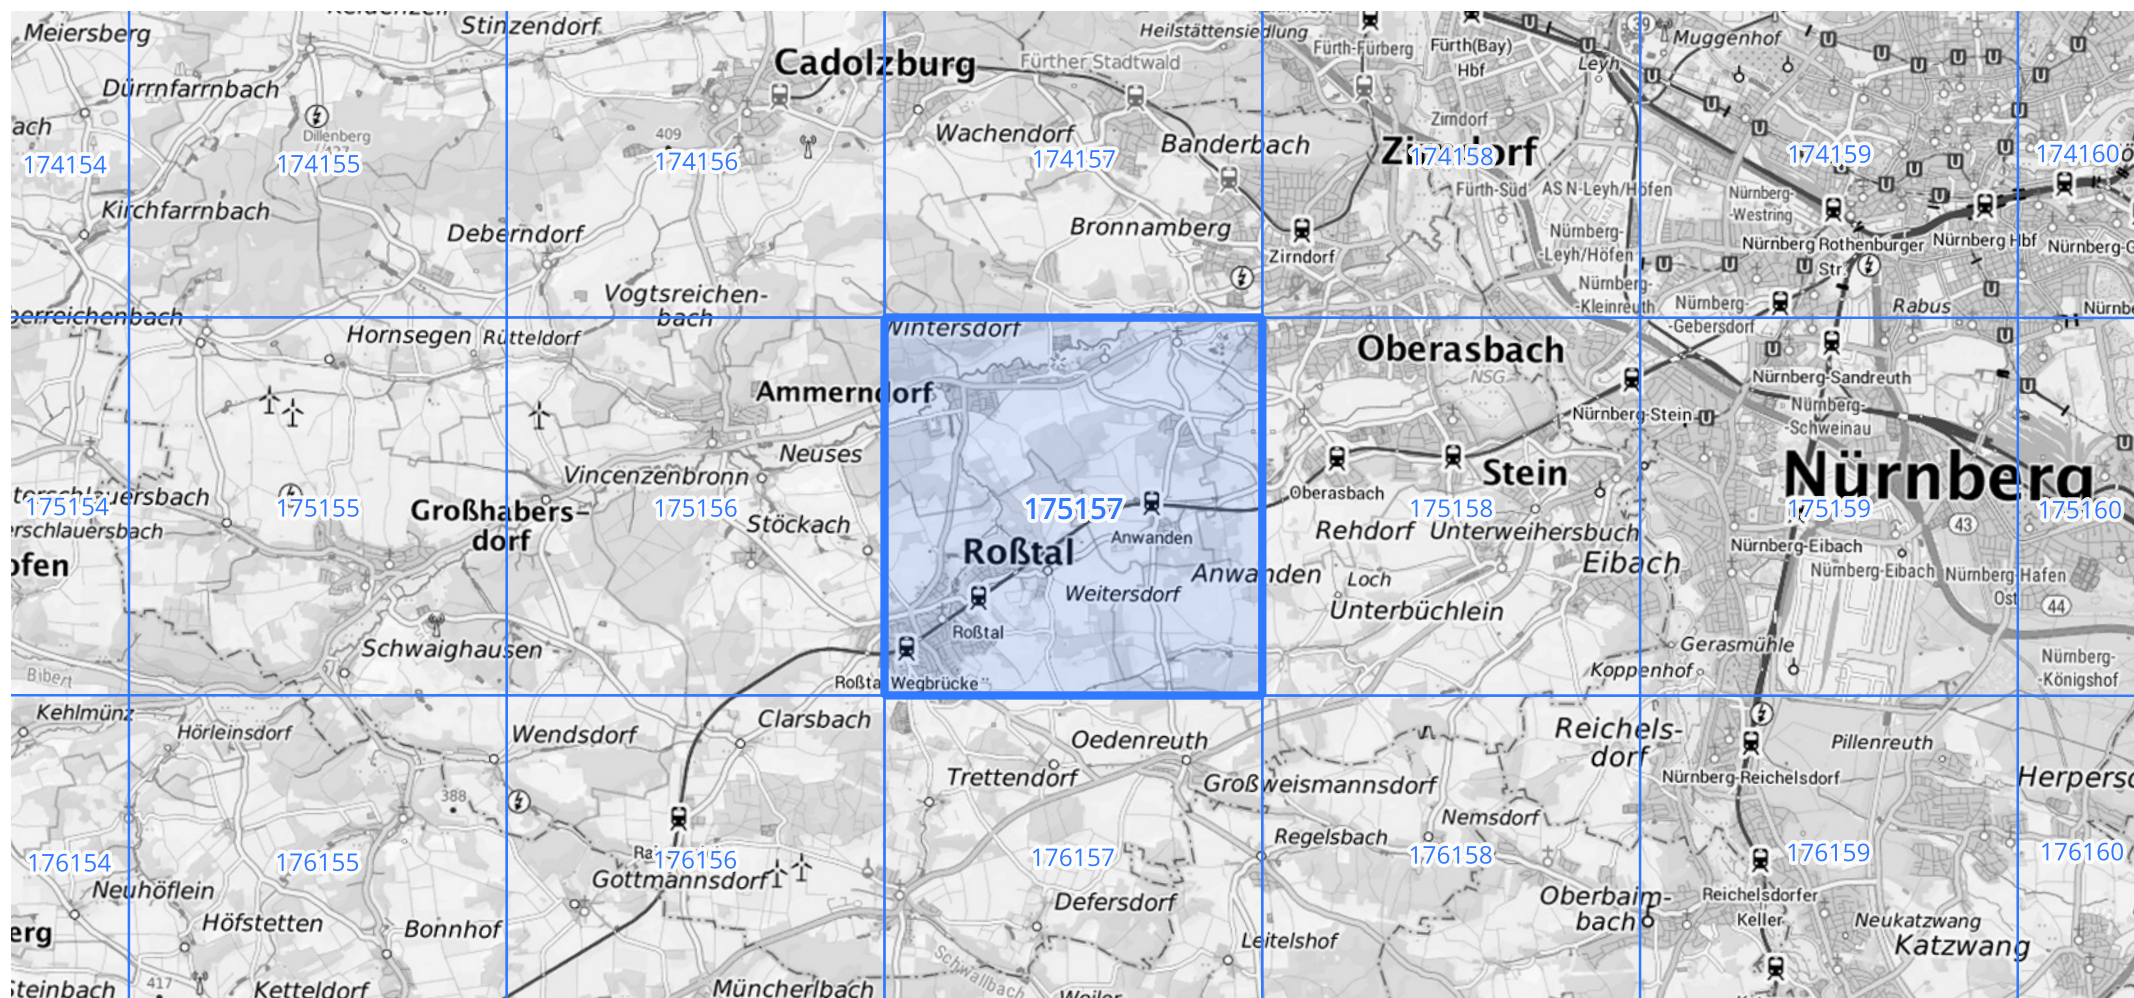 Meiersberg
Stinzendorf
Cadolzburg
Heilstättensiedlung
Fürther Stadtwald
Fürth-Fürberg
Fürth(Bay)
Hbf
39
Muggenhof
Leyh
Dürrnfarrnbach
Dillenberg
409
Wachendorf
Banderbach
Zirndorf
174154
174155
174156
174157
174158
174159
174160
Kirchfarrnbach
Deberndorf
Bronnamberg
Zirndorf
Fürth-Süd
AS N-Leyh/Höfen
Nürnberg-
-Leyh/Höfen
Nürnberg-
-Westring
Nürnberg Rothenburger
Str.
Nürnberg Hbf
Vogtsreichen-
bach
Nürnberg-
-Kleinreuth
Nürnberg-
-Gebersdorf
Rabus
Wintersdorf
Hornsegen
Rütteldorf
Oberasbach
NSG
Ammerndorf
Nürnberg-Sandreuth
Nürnberg-Stein
Nürnberg-
-Schweinau
Neuses
Vincenzenbronn
Stein
Nürnberg
Großhabers-
dorf
Stöckach
175154
175155
175156
175157
175158
175159
175160
Oberasbach
Anwanden
Roßtal
Rehdorf
Unterweihersbuch
Eibach
43
Nürnberg-Eibach
Nürnberg-Eibach
Nürnberg-Hafen
Ost
44
Anwanden
Loch
Weitersdorf
Unterbüchlein
Roßtal
Schwaighausen
Gerasmühle
Koppenhof
Nürnberg-
-Königshof
Bibert
Wegbrücke
Kehlmünz
Hörleinsdorf
Wendsdorf
Clarsbach
Oedenreuth
Trettendorf
Großweismannsdorf
Reichels-
dorf
Pillenreuth
Nürnberg-Reichelsdorf
388
Nemsdorf
Regelsbach
176154
176155
176156
176157
176158
176159
176160
Neuhöflein
Gottmannsdorf
Höfstetten
Bonnhof
Defersdorf
Oberbaim-
bach
Reichelsdorfer
Keller
Neukatzwang
Katzwang
Leitelshof
Schwallbach
417
Ketteldorf
Müncherlbach
Weiler